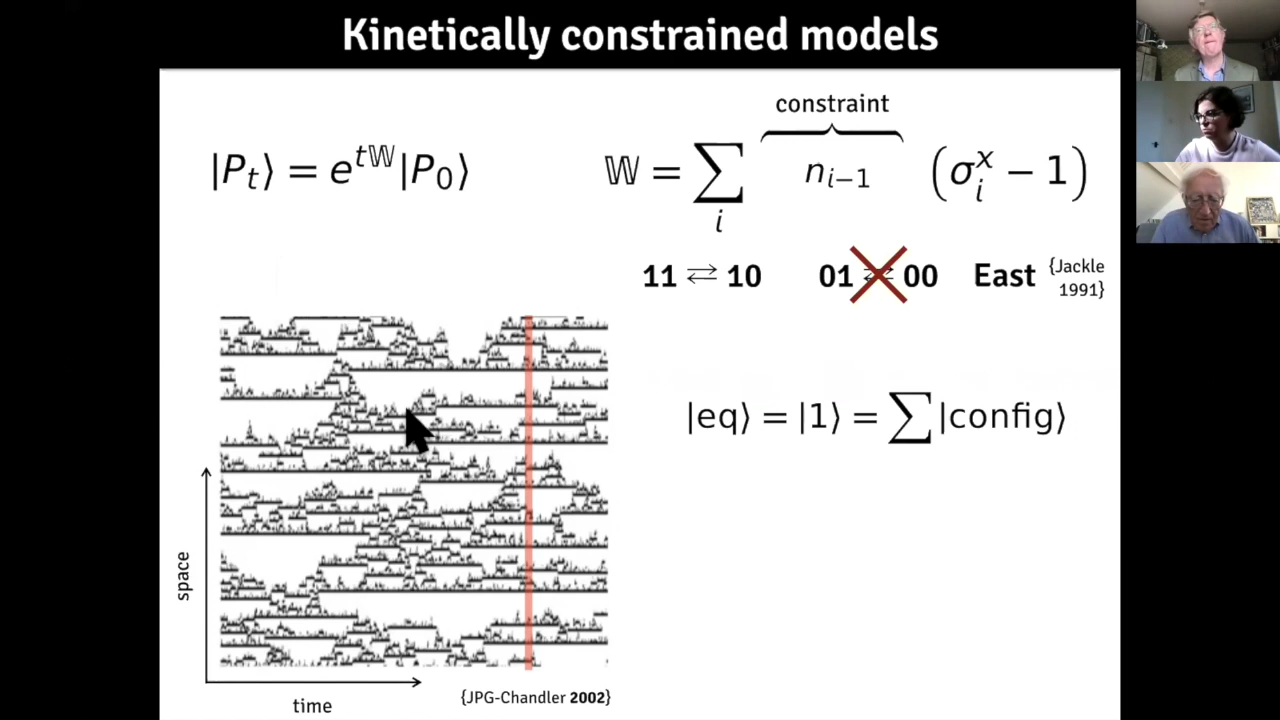 Kinetically constrained models
constraint
|P_t⟩ = e^{t𝕎}|P_0⟩
𝕎 = ∑_i n_{i−1} (σ_i^x − 1)
11 ⇄ 10 01 ⇄ 00 East {Jackle 1991}
|eq⟩ = |1⟩ = ∑|config⟩
space
time
{JPG-Chandler 2002}